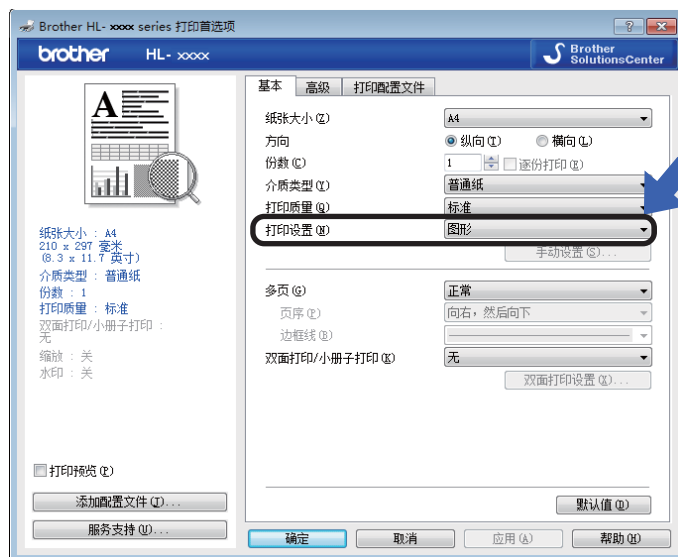 Brother HL- xxxx series 打印首选项
brother HL- xxxx
Brother
SolutionsCenter
基本 高级 打印配置文件
A
纸张大小 : A4
210 x 297 毫米
(8.3 x 11.7 英寸)
介质类型 : 普通纸
份数 : 1
打印质量 : 标准
双面打印/小册子打印 :
无
缩放 : 关
水印 : 关
打印预览(P)
添加配置文件(J)...
服务支持(U)...
纸张大小(Z) A4
方向 纵向(T) 横向(L)
份数(C) 1 逐份打印(E)
介质类型(Y) 普通纸
打印质量(Q) 标准
打印设置(N) 图形
手动设置(S)...
多页(G) 正常
页序(P) 向右，然后向下
边框线(B)
双面打印/小册子打印(K) 无
双面打印设置(X)...
默认值(D)
确定 取消 应用(A) 帮助(H)